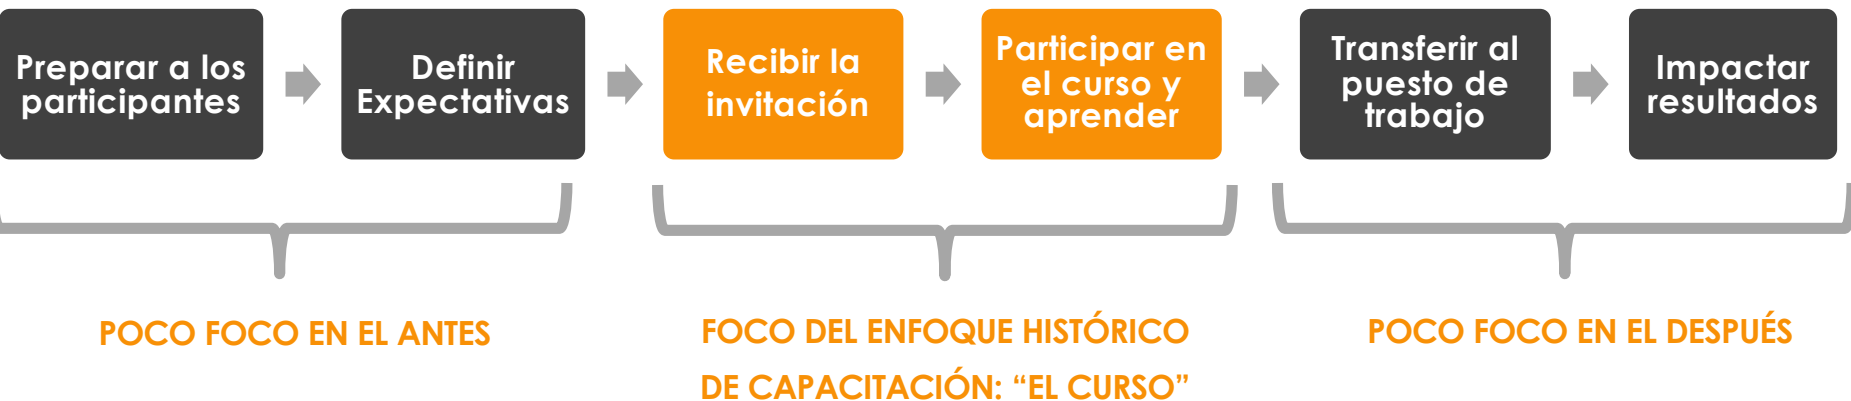 Preparar a los
participantes
Definir
Expectativas
Recibir la
invitación
Participar en
el curso y
aprender
Transferir al
puesto de
trabajo
Impactar
resultados
POCO FOCO EN EL ANTES
FOCO DEL ENFOQUE HISTÓRICO
DE CAPACITACIÓN: “EL CURSO”
POCO FOCO EN EL DESPUÉS